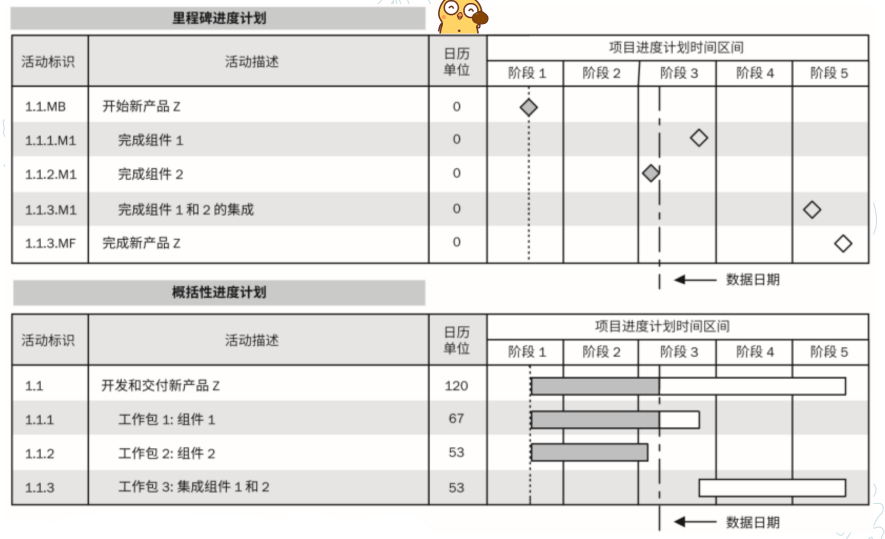 里程碑进度计划
活动标识 活动描述 日历单位 项目进度计划时间区间
阶段 1 阶段 2 阶段 3 阶段 4 阶段 5
1.1.MB 开始新产品 Z 0
1.1.1.M1 完成组件 1 0
1.1.2.M1 完成组件 2 0
1.1.3.M1 完成组件 1 和 2 的集成 0
1.1.3.MF 完成新产品 Z 0
数据日期
概括性进度计划
活动标识 活动描述 日历单位 项目进度计划时间区间
阶段 1 阶段 2 阶段 3 阶段 4 阶段 5
1.1 开发和交付新产品 Z 120
1.1.1 工作包 1: 组件 1 67
1.1.2 工作包 2: 组件 2 53
1.1.3 工作包 3: 集成组件 1 和 2 53
数据日期